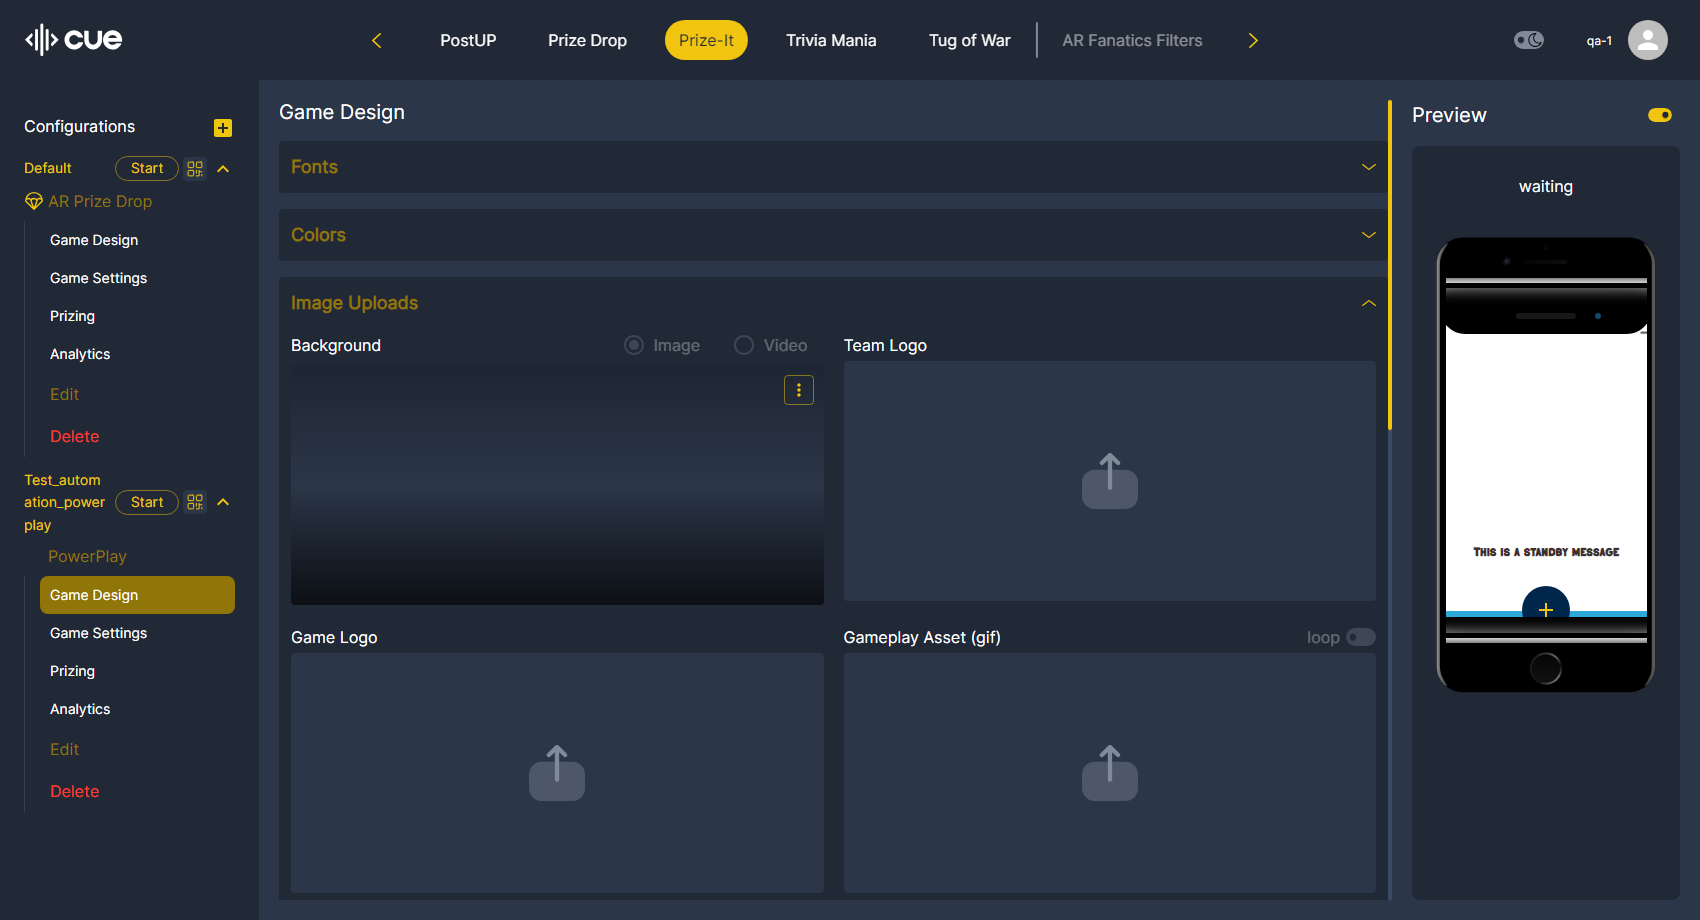 cue
PostUP
Prize Drop
Prize-It
Trivia Mania
Tug of War
AR Fanatics Filters
qa-1
Configurations
Default
Start
AR Prize Drop
Game Design
Game Settings
Prizing
Analytics
Edit
Delete
Test_autom
ation_power
play
Start
PowerPlay
Game Design
Game Settings
Prizing
Analytics
Edit
Delete
Game Design
Fonts
Colors
Image Uploads
Background
Image
Video
Team Logo
Game Logo
Gameplay Asset (gif)
loop
Preview
waiting
This is a standby message